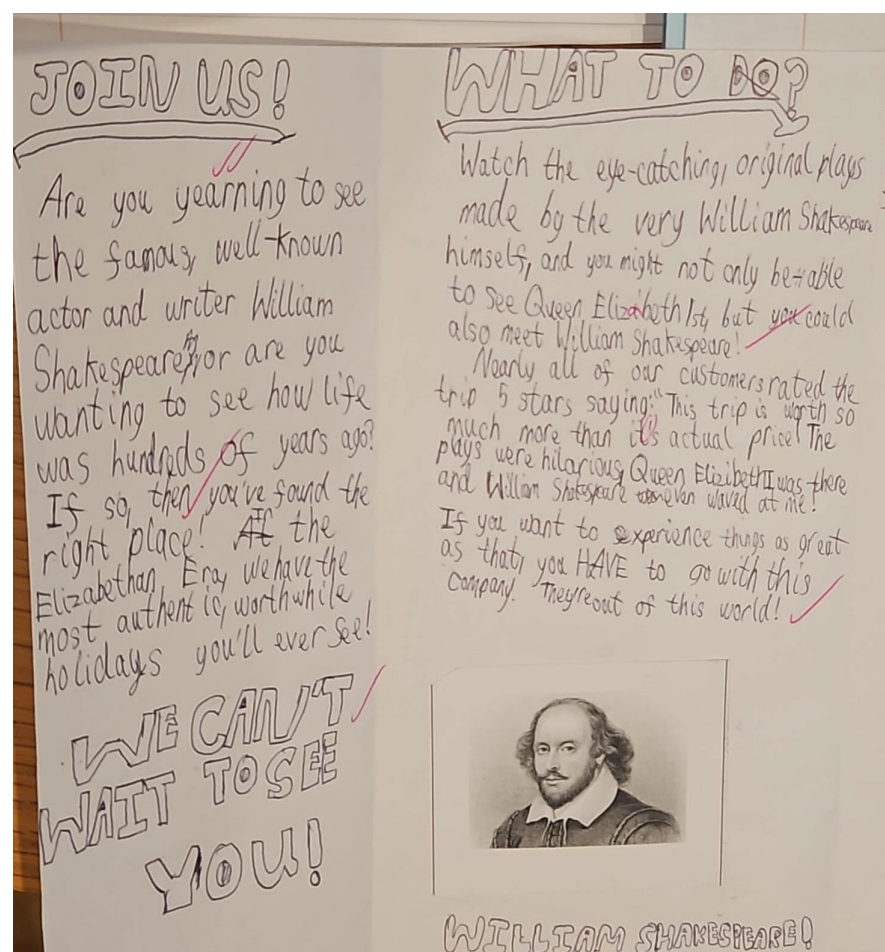 JOIN US!
Are you yearning to see
the famous, well-known
actor and writer William
Shakespeare, or are you
wanting to see how life
was hundreds of years ago?
If so, then you've found the
right place! In the
Elizabethan Era, we have the
most authentic, worthwhile
holidays you'll ever see!
WE CAN'T
WAIT TO SEE
YOU!
WHAT TO DO?
Watch the eye-catching, original plays
made by the very William Shakespeare
himself, and you might not only be able
to see Queen Elizabeth 1st, but you could
also meet William Shakespeare!
Nearly all of our customers rated the
trip 5 stars saying: "This trip is worth so
much more than it's actual price! The
plays were hilarious, Queen Elizibeth I was there
and William Shakespeare even waved at me!
If you want to experience things as great
as that, you HAVE to go with this
company. They're out of this world!
WILLIAM SHAKESPEARE!